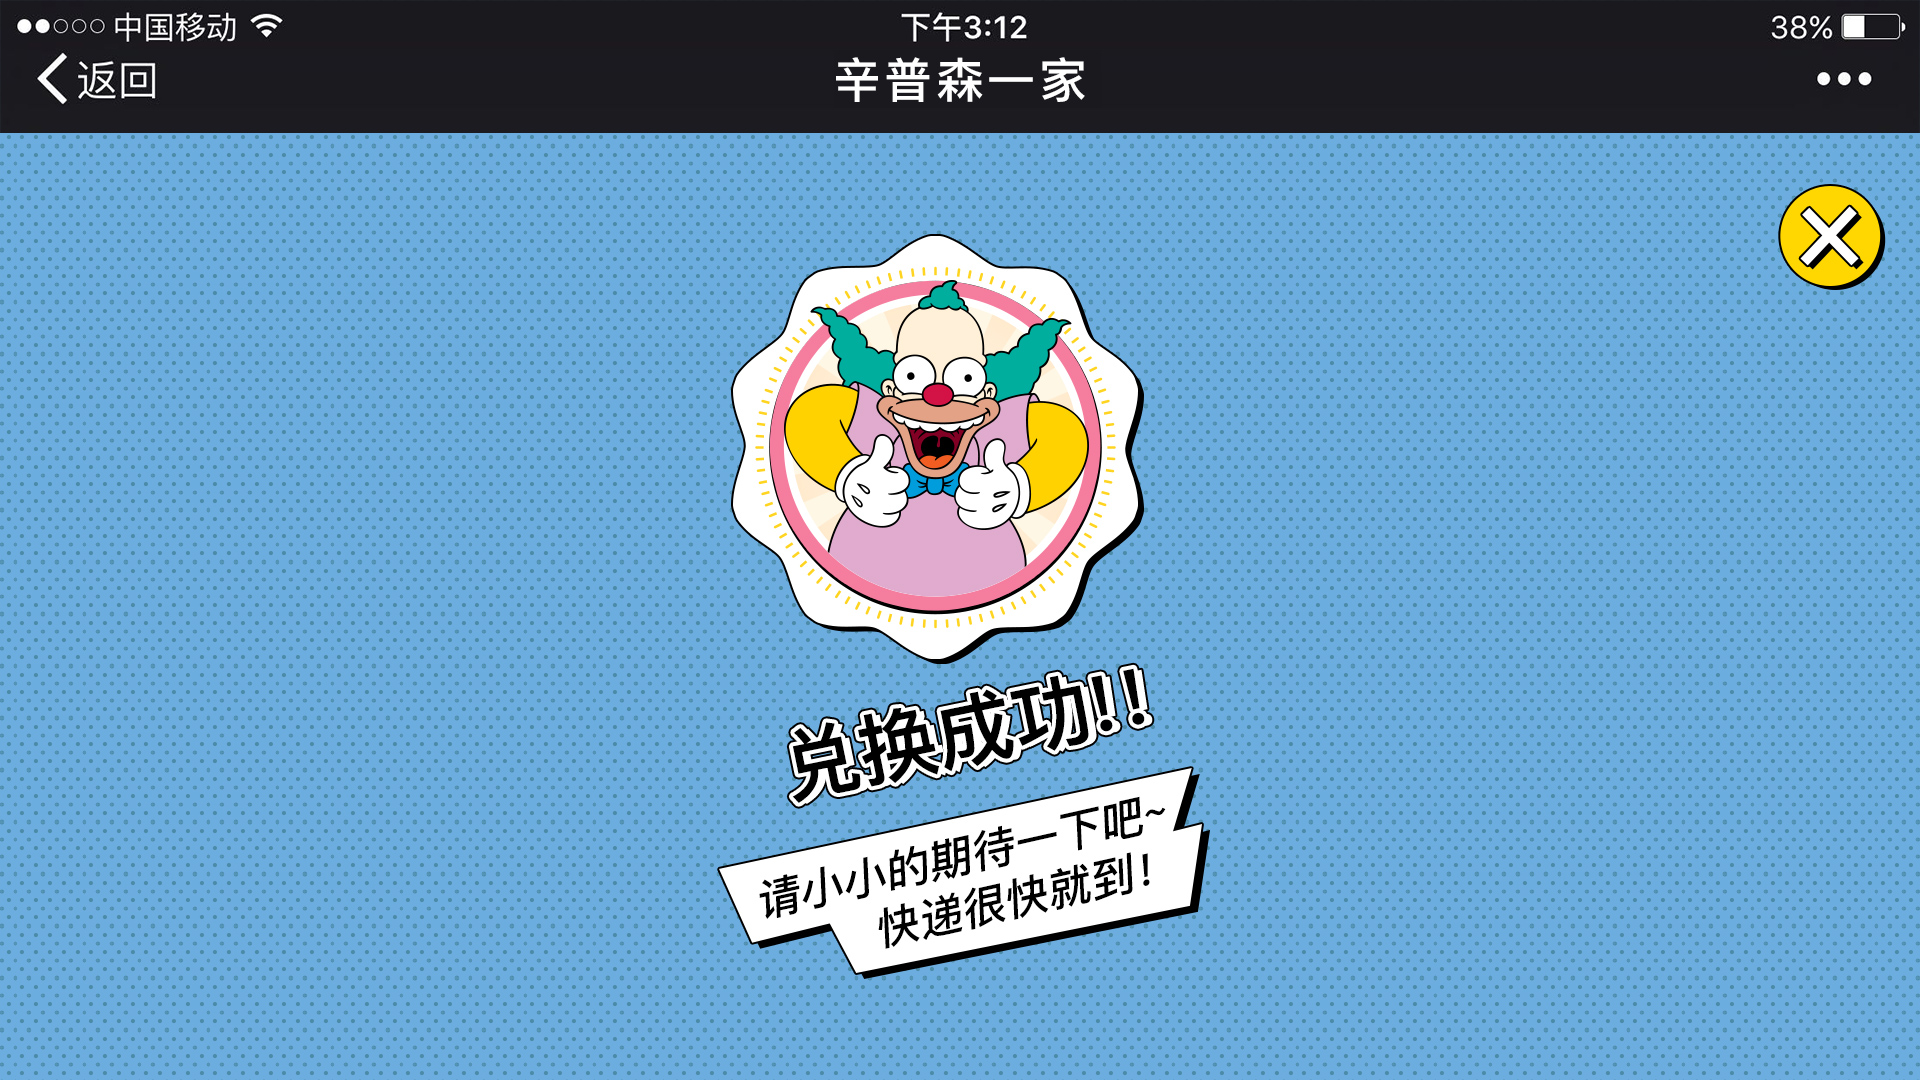 中国移动
下午3:12
38%
返回
辛普森一家
兑换成功!!
请小小的期待一下吧~
快递很快就到!